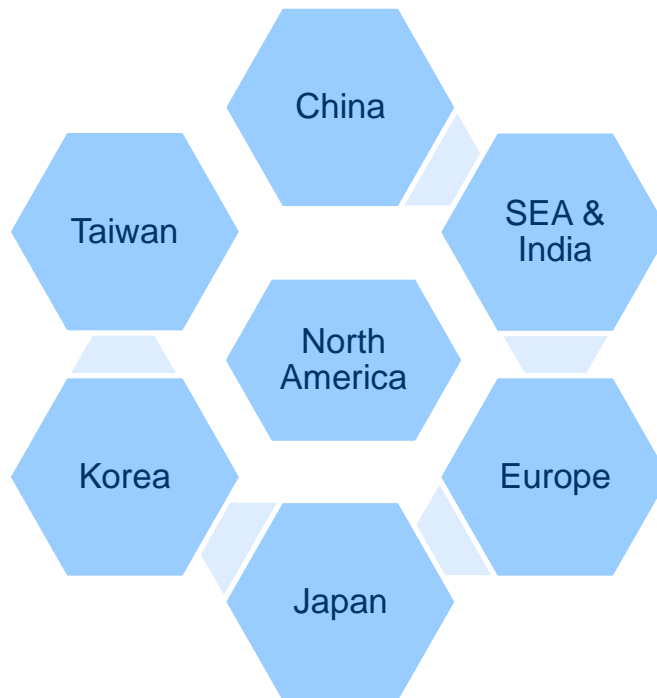 China
Taiwan
SEA &
India
North
America
Korea
Europe
Japan